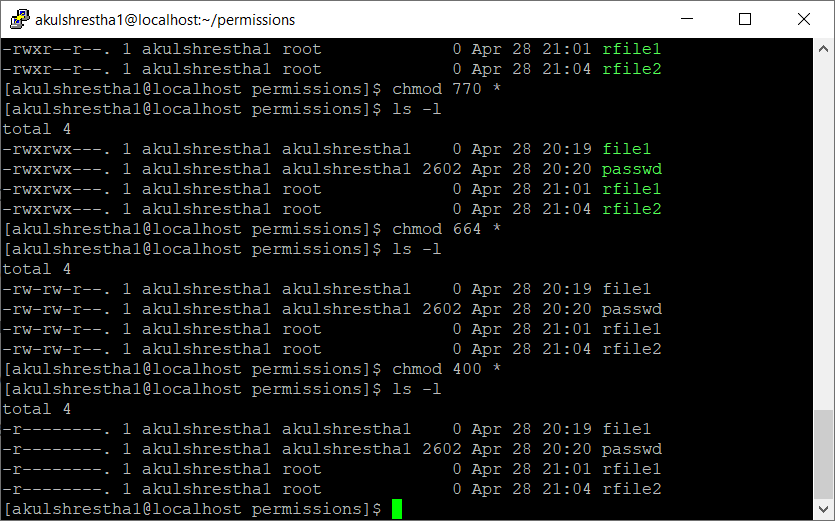 akulshrestha1@localhost:~/permissions
-rwxr--r--. 1 akulshrestha1 root             0 Apr 28 21:01 rfile1
-rwxr--r--. 1 akulshrestha1 root             0 Apr 28 21:04 rfile2
[akulshrestha1@localhost permissions]$ chmod 770 *
[akulshrestha1@localhost permissions]$ ls -l
total 4
-rwxrwx---. 1 akulshrestha1 akulshrestha1    0 Apr 28 20:19 file1
-rwxrwx---. 1 akulshrestha1 akulshrestha1 2602 Apr 28 20:20 passwd
-rwxrwx---. 1 akulshrestha1 root             0 Apr 28 21:01 rfile1
-rwxrwx---. 1 akulshrestha1 root             0 Apr 28 21:04 rfile2
[akulshrestha1@localhost permissions]$ chmod 664 *
[akulshrestha1@localhost permissions]$ ls -l
total 4
-rw-rw-r--. 1 akulshrestha1 akulshrestha1    0 Apr 28 20:19 file1
-rw-rw-r--. 1 akulshrestha1 akulshrestha1 2602 Apr 28 20:20 passwd
-rw-rw-r--. 1 akulshrestha1 root             0 Apr 28 21:01 rfile1
-rw-rw-r--. 1 akulshrestha1 root             0 Apr 28 21:04 rfile2
[akulshrestha1@localhost permissions]$ chmod 400 *
[akulshrestha1@localhost permissions]$ ls -l
total 4
-r--------. 1 akulshrestha1 akulshrestha1    0 Apr 28 20:19 file1
-r--------. 1 akulshrestha1 akulshrestha1 2602 Apr 28 20:20 passwd
-r--------. 1 akulshrestha1 root             0 Apr 28 21:01 rfile1
-r--------. 1 akulshrestha1 root             0 Apr 28 21:04 rfile2
[akulshrestha1@localhost permissions]$